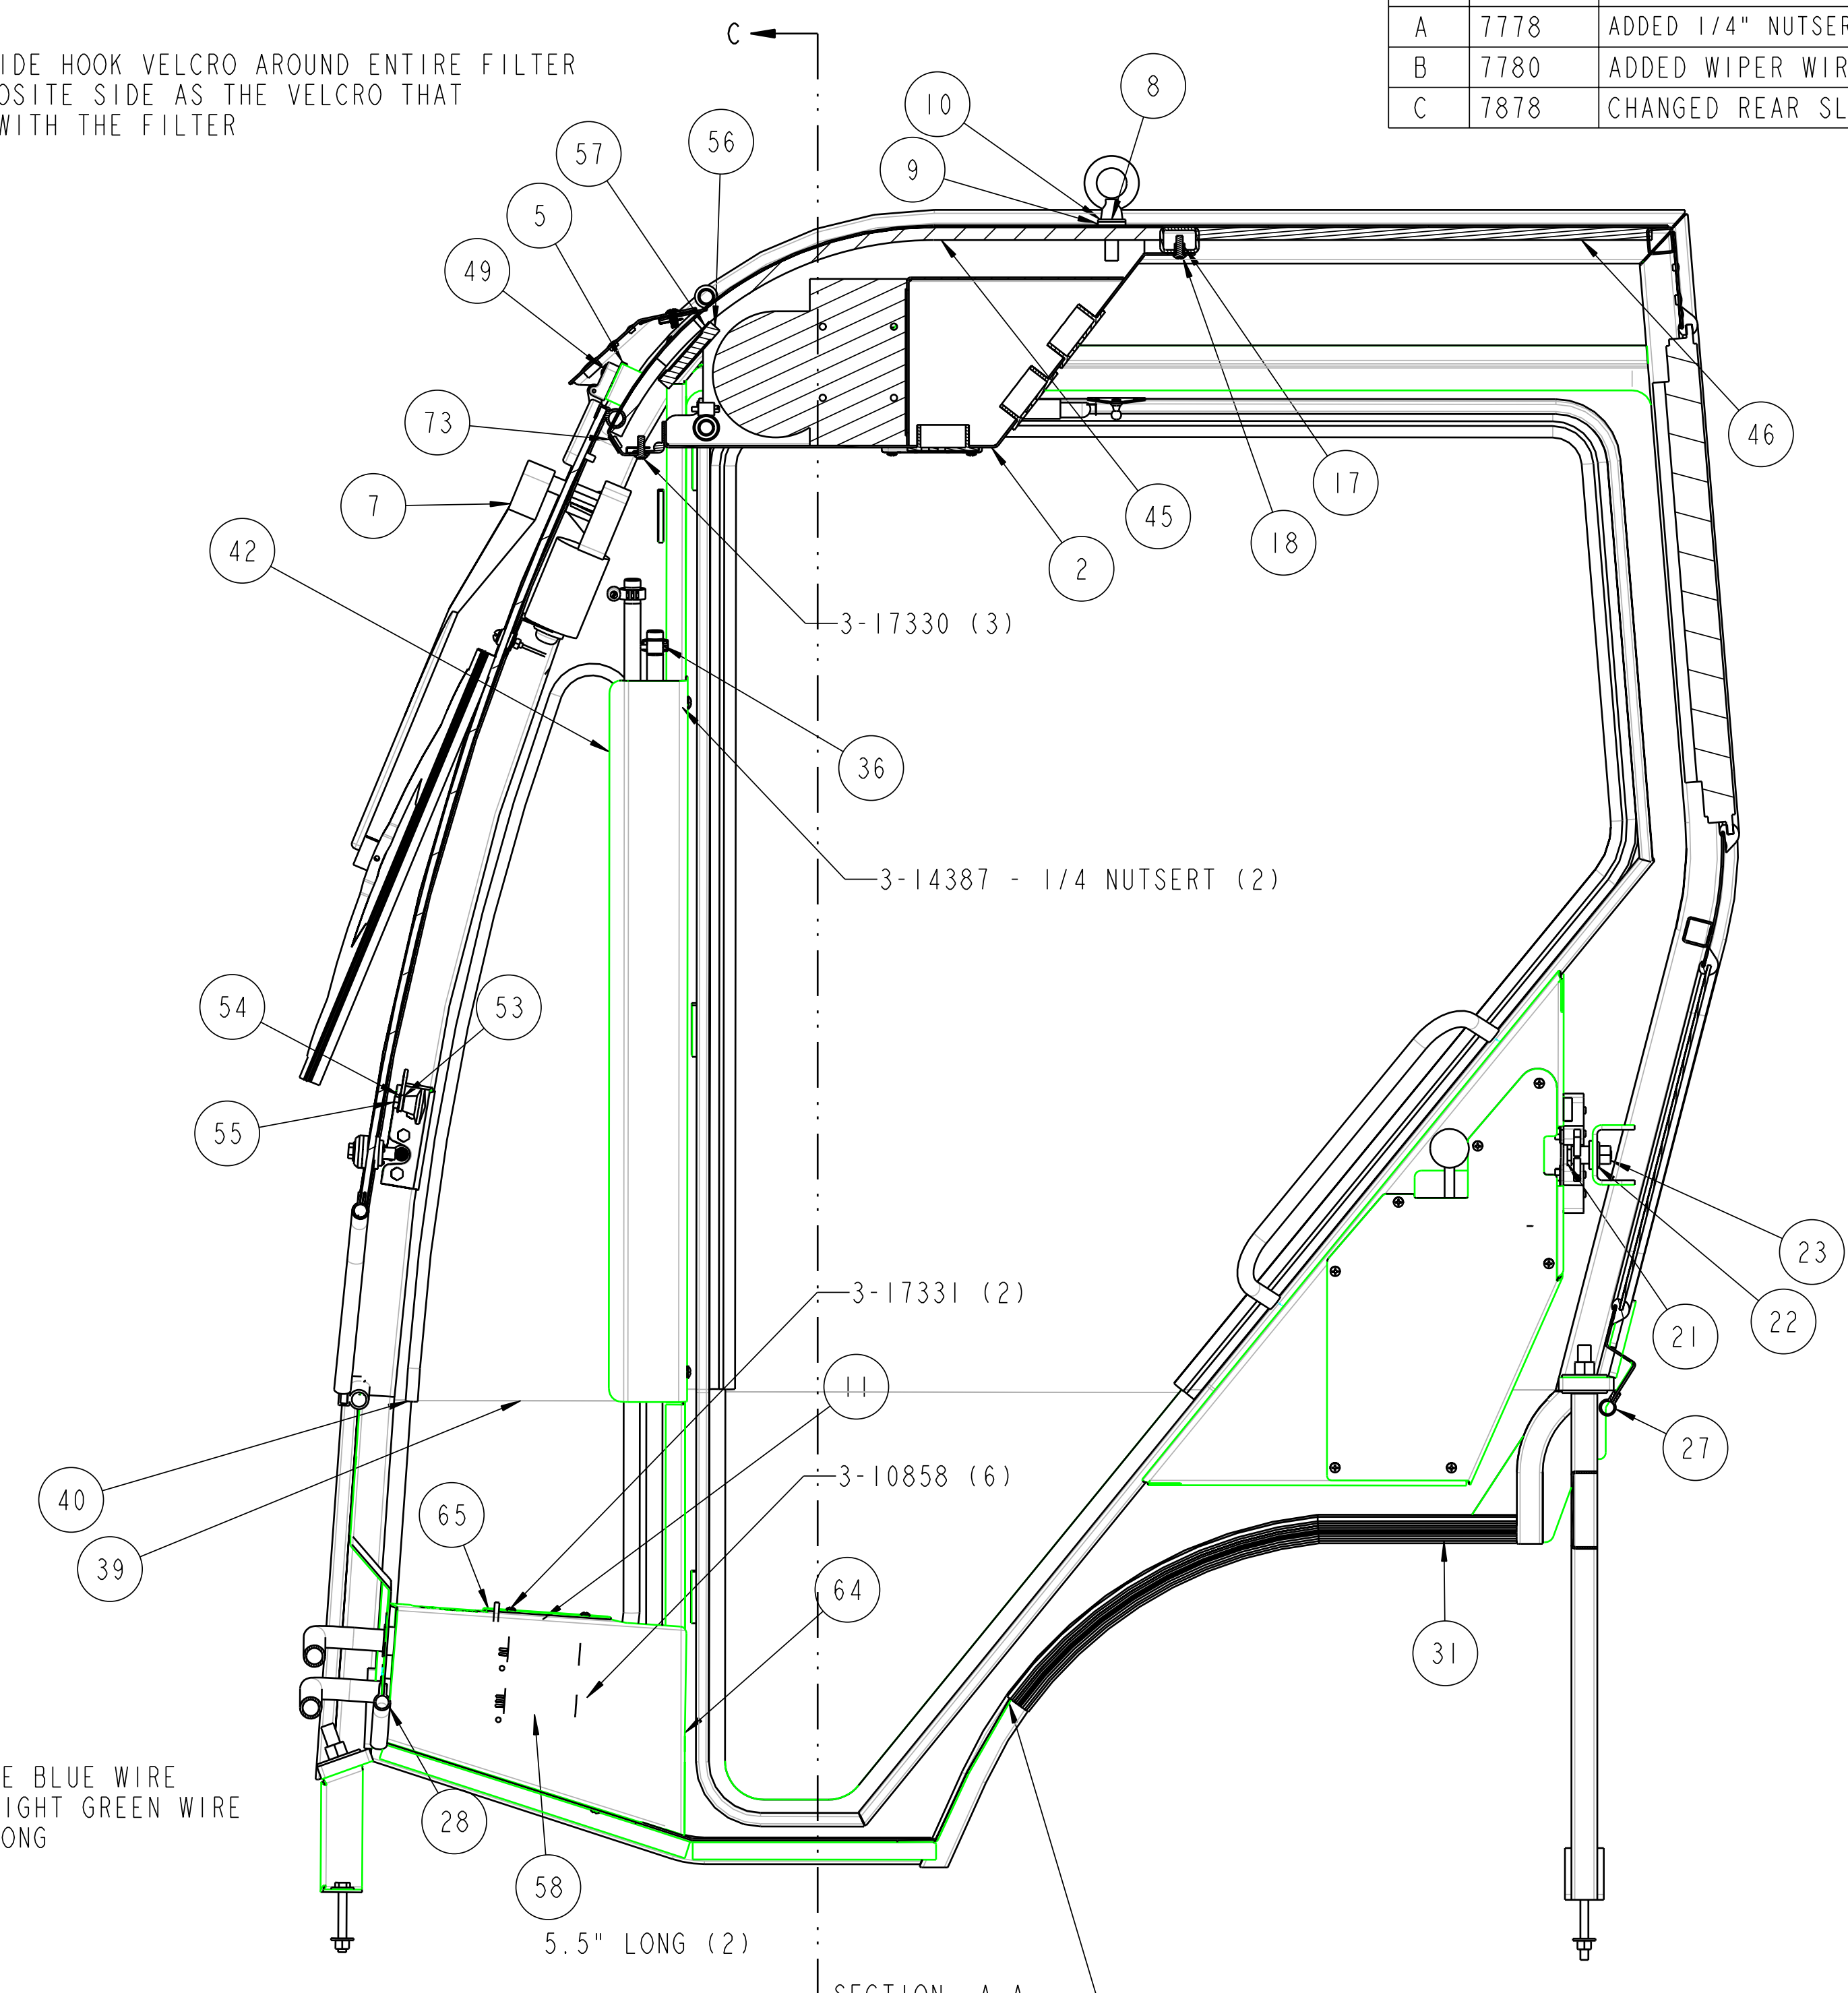 IDE HOOK VELCRO AROUND ENTIRE FILTER
OSITE SIDE AS THE VELCRO THAT
WITH THE FILTER
C
A 7778 ADDED 1/4" NUTSER
B 7780 ADDED WIPER WIR
C 7878 CHANGED REAR SL
10
8
9
57
56
5
49
73
7
42
46
17
45
18
2
3-17330 (3)
36
3-14387 - 1/4 NUTSERT (2)
54
53
55
23
22
21
3-17331 (2)
11
27
3-10858 (6)
40
65
39
64
31
E BLUE WIRE
IGHT GREEN WIRE
ONG
28
58
5.5" LONG (2)
SECTION A-A